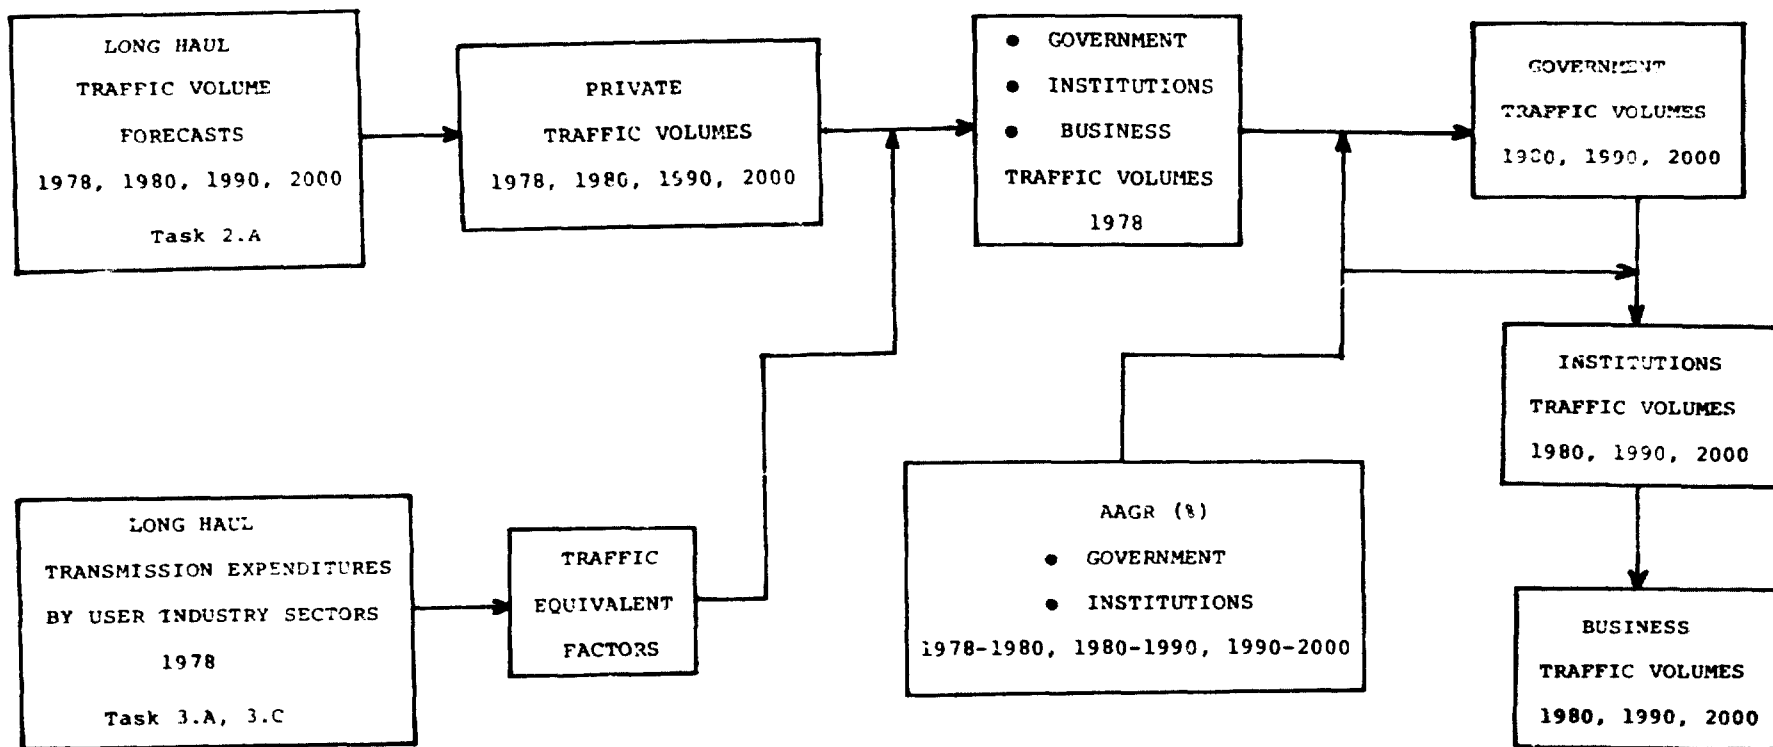 LONG HAUL
TRAFFIC VOLUME
FORECASTS
1978, 1980, 1990, 2000
Task 2.A
PRIVATE
TRAFFIC VOLUMES
1978, 1980, 1990, 2000
• GOVERNMENT
• INSTITUTIONS
• BUSINESS
TRAFFIC VOLUMES
1978
GOVERNMENT
TRAFFIC VOLUMES
1980, 1990, 2000
INSTITUTIONS
TRAFFIC VOLUMES
1980, 1990, 2000
LONG HAUL
TRANSMISSION EXPENDITURES
BY USER INDUSTRY SECTORS
1978
Task 3.A, 3.C
TRAFFIC
EQUIVALENT
FACTORS
AAGR (%)
• GOVERNMENT
• INSTITUTIONS
1978-1980, 1980-1990, 1990-2000
BUSINESS
TRAFFIC VOLUMES
1980, 1990, 2000